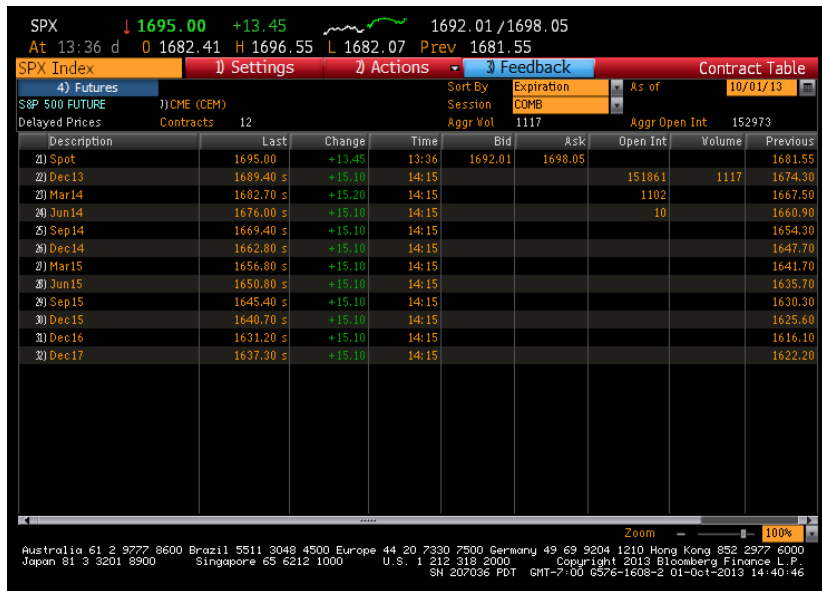 SPX ↓1695.00 +13.45 1692.01/1698.05
At 13:36 d O 1682.41 H 1696.55 L 1682.07 Prev 1681.55
SPX Index 1) Settings 2) Actions 3) Feedback Contract Table
4) Futures Sort By Expiration As of 10/01/13
S&P 500 FUTURE 1)CME (CEM) Session COMB
Delayed Prices Contracts 12 Aggr Vol 1117 Aggr Open Int 152973
Description Last Change Time Bid Ask Open Int Volume Previous
21) Spot 1695.00 +13.45 13:36 1692.01 1698.05 1681.55
22) Dec13 1689.40 s +15.10 14:15 151861 1117 1674.30
23) Mar14 1682.70 s +15.20 14:15 1102 1667.50
24) Jun14 1676.00 s +15.10 14:15 10 1660.90
25) Sep14 1669.40 s +15.10 14:15 1654.30
26) Dec14 1662.80 s +15.10 14:15 1647.70
27) Mar15 1656.80 s +15.10 14:15 1641.70
28) Jun15 1650.80 s +15.10 14:15 1635.70
29) Sep15 1645.40 s +15.10 14:15 1630.30
30) Dec15 1640.70 s +15.10 14:15 1625.60
31) Dec16 1631.20 s +15.10 14:15 1616.10
32) Dec17 1637.30 s +15.10 14:15 1622.20
Zoom 100%
Australia 61 2 9777 8600 Brazil 5511 3048 4500 Europe 44 20 7330 7500 Germany 49 69 9204 1210 Hong Kong 852 2977 6000
Japan 81 3 3201 8900 Singapore 65 6212 1000 U.S. 1 212 318 2000 Copyright 2013 Bloomberg Finance L.P.
SN 207036 PDT GMT-7:00 G576-1608-2 01-Oct-2013 14:40:46